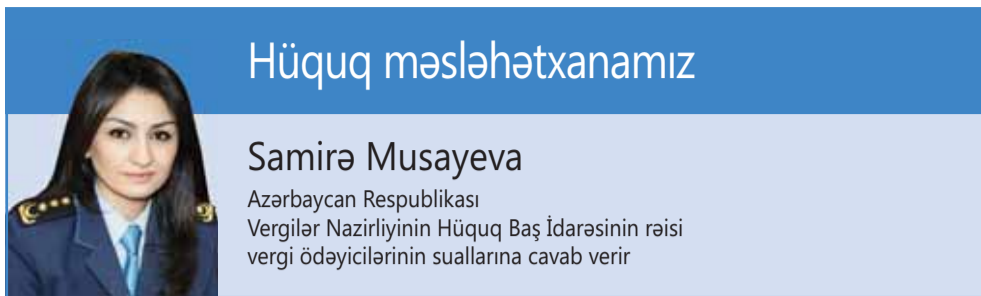 Hüquq məsləhətxanamız
Samirə Musayeva
Azərbaycan Respublikası
Vergilər Nazirliyinin Hüquq Baş İdarəsinin rəisi
vergi ödəyicilərinin suallarına cavab verir